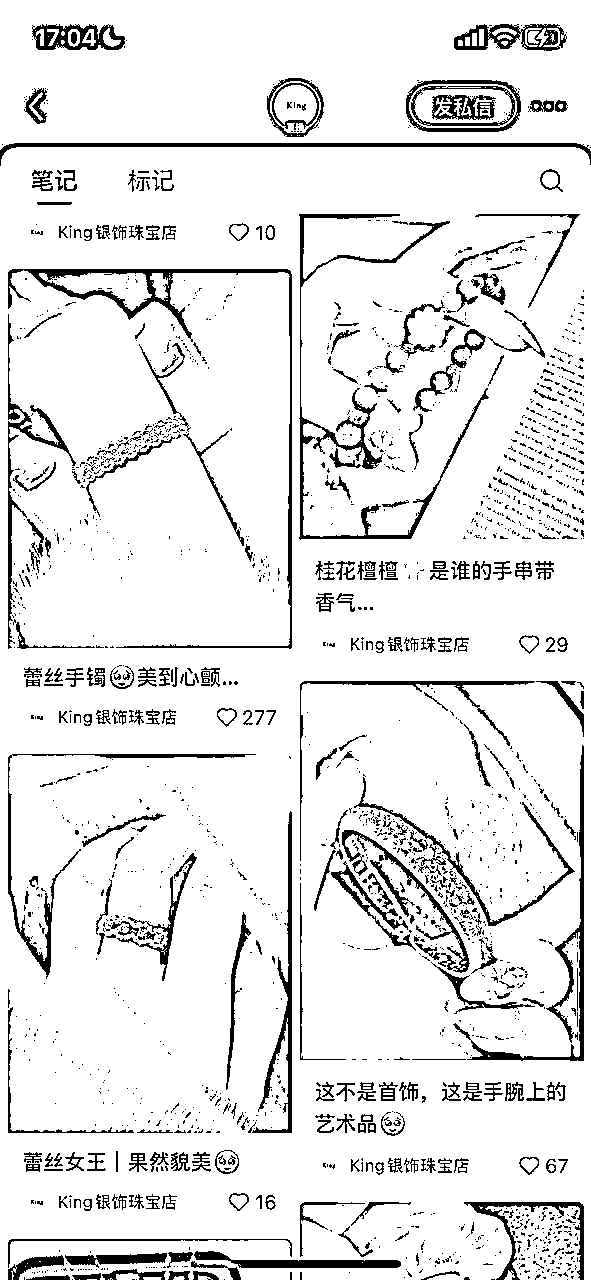 17:04
King
发私信
笔记
标记
King银饰珠宝店
10
蕾丝手镯🥹美到心颤...
King银饰珠宝店
277
蕾丝女王｜果然貌美🥹
King银饰珠宝店
16
桂花檀檀 是谁的手串带
香气...
King银饰珠宝店
29
这不是首饰，这是手腕上的
艺术品🥹
King银饰珠宝店
67